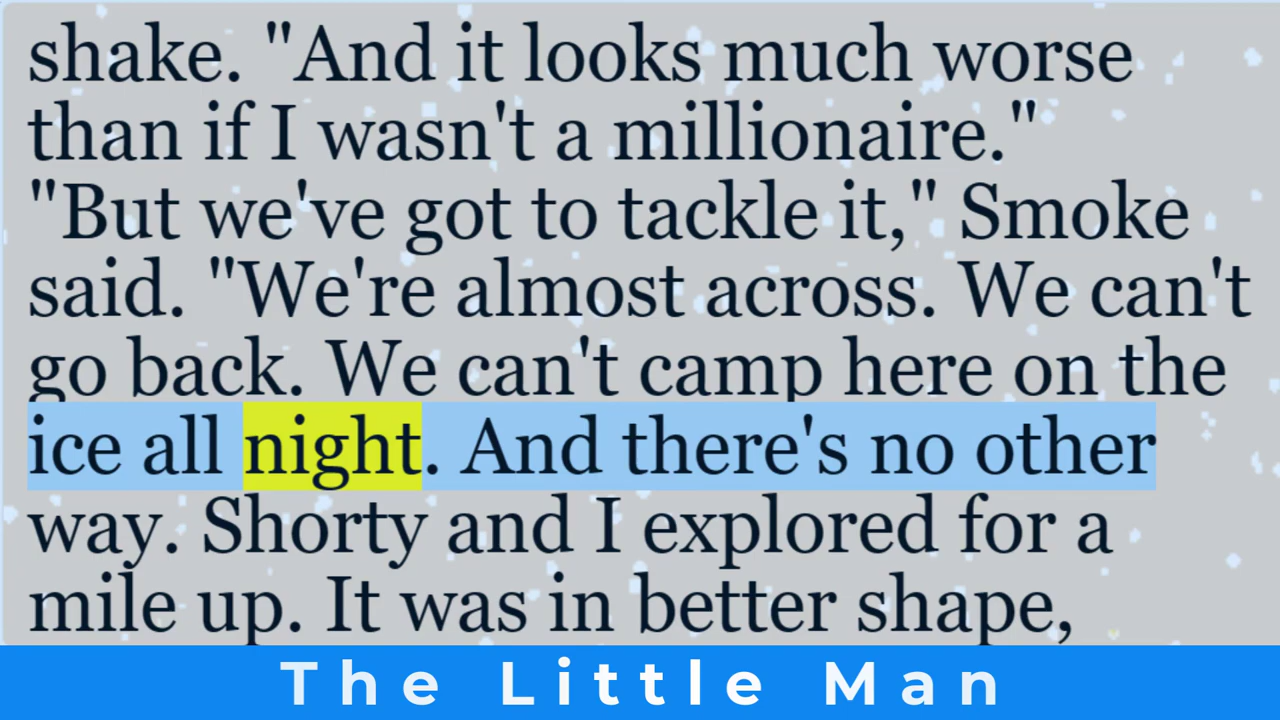 shake. "And it looks much worse
than if I wasn't a millionaire."
"But we've got to tackle it," Smoke
said. "We're almost across. We can't
go back. We can't camp here on the
ice all night. And there's no other
way. Shorty and I explored for a
mile up. It was in better shape,
The Little Man